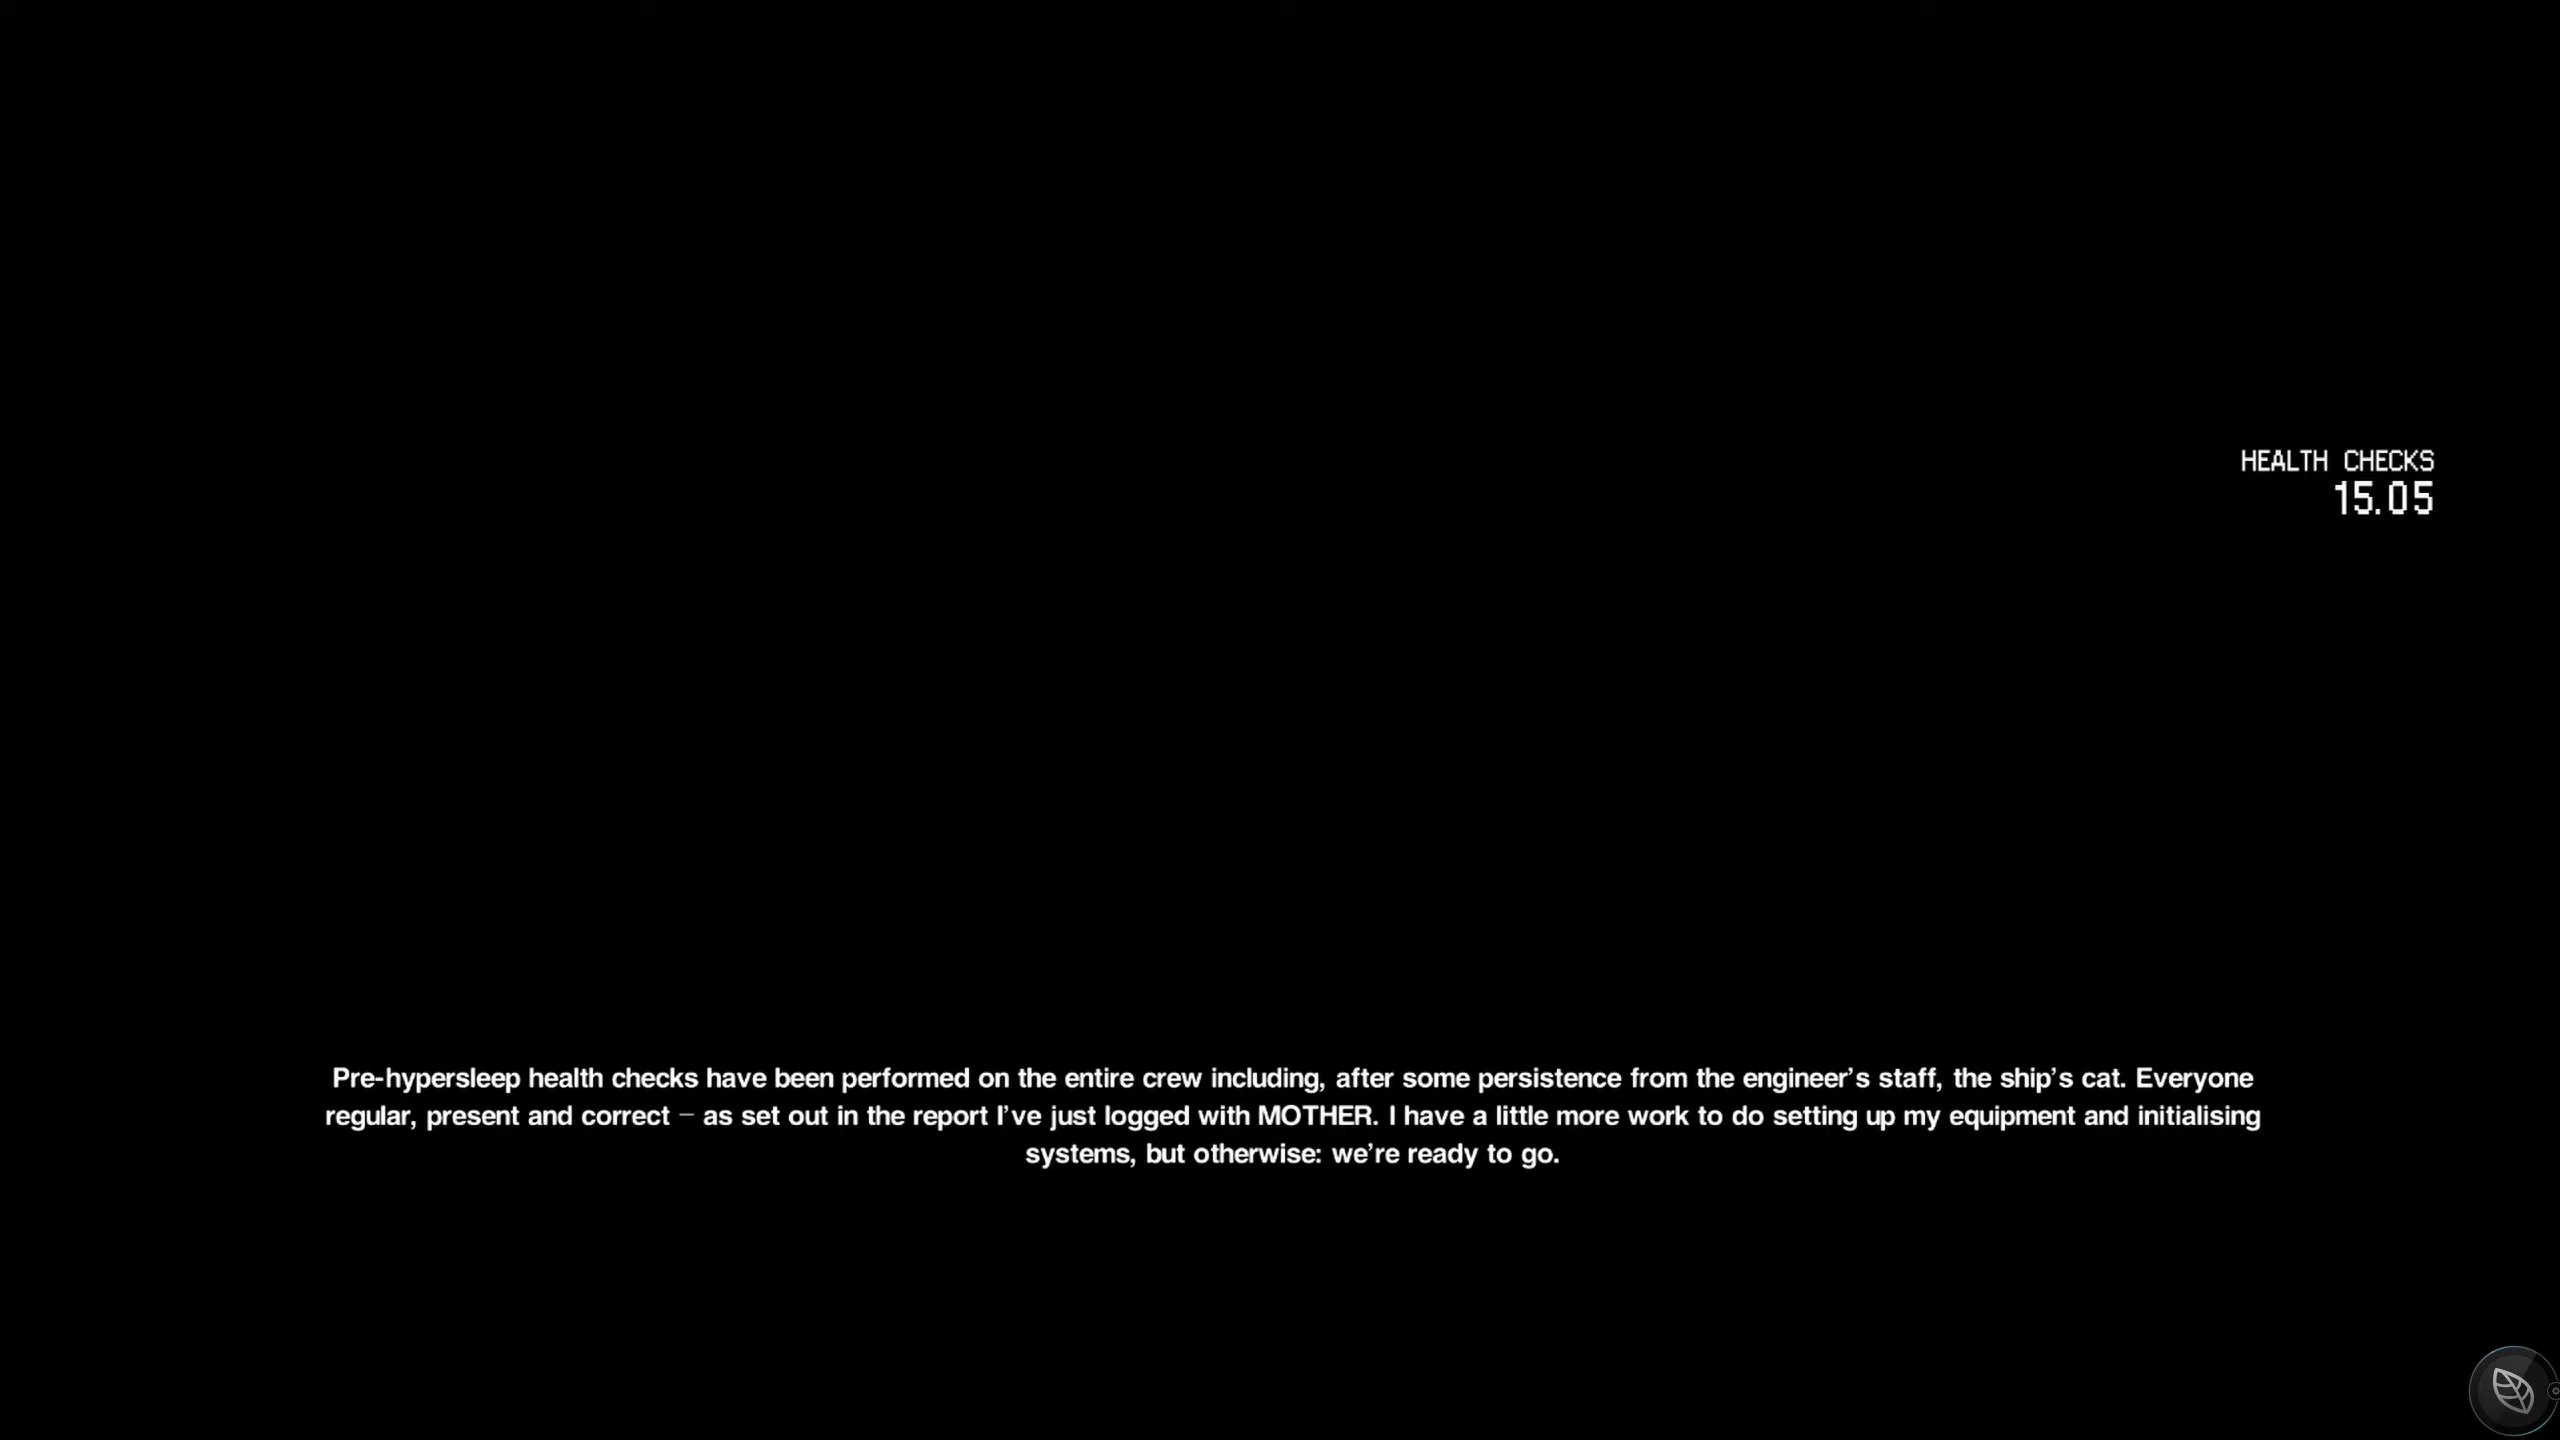 HEALTH CHECKS
15.05
Pre-hypersleep health checks have been performed on the entire crew including, after some persistence from the engineer’s staff, the ship’s cat. Everyone
regular, present and correct – as set out in the report I’ve just logged with MOTHER. I have a little more work to do setting up my equipment and initialising
systems, but otherwise: we’re ready to go.